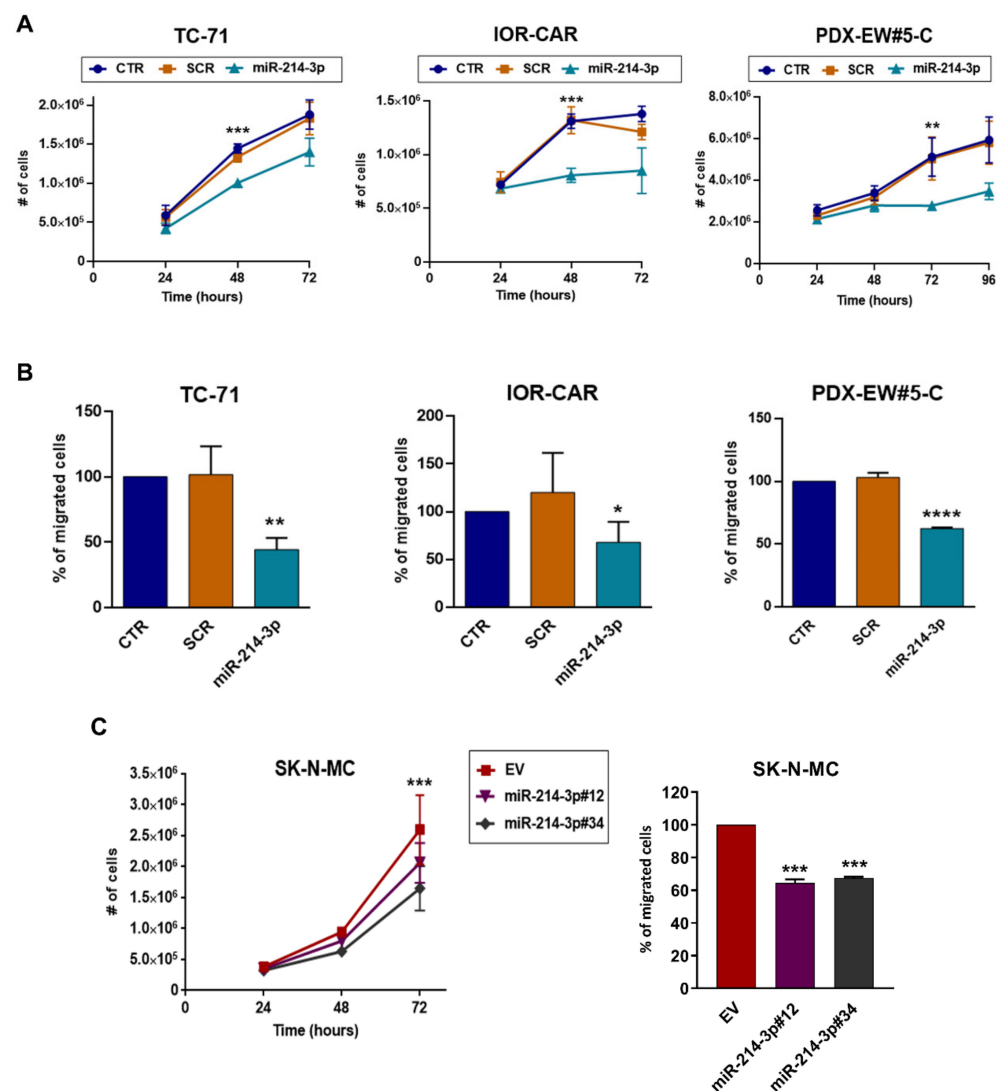 A
TC-71
IOR-CAR
PDX-EW#5-C
CTR SCR miR-214-3p
CTR SCR miR-214-3p
CTR SCR miR-214-3p
# of cells
2.0×10⁶
1.5×10⁶
1.0×10⁶
5.0×10⁵
0
***
0 24 48 72
Time (hours)
# of cells
1.5×10⁶
1.0×10⁶
5.0×10⁵
0
***
0 24 48 72
Time (hours)
# of cells
8.0×10⁶
6.0×10⁶
4.0×10⁶
2.0×10⁶
0
**
0 24 48 72 96
Time (hours)
B
TC-71
IOR-CAR
PDX-EW#5-C
% of migrated cells
150
100
50
0
**
CTR SCR miR-214-3p
% of migrated cells
200
150
100
50
0
*
CTR SCR miR-214-3p
% of migrated cells
150
100
50
0
****
CTR SCR miR-214-3p
C
SK-N-MC
# of cells
3.5×10⁶
3.0×10⁶
2.5×10⁶
2.0×10⁶
1.5×10⁶
1.0×10⁶
5.0×10⁵
0
***
0 24 48 72
Time (hours)
EV
miR-214-3p#12
miR-214-3p#34
SK-N-MC
% of migrated cells
120
100
80
60
40
20
0
*** ***
EV miR-214-3p#12 miR-214-3p#34